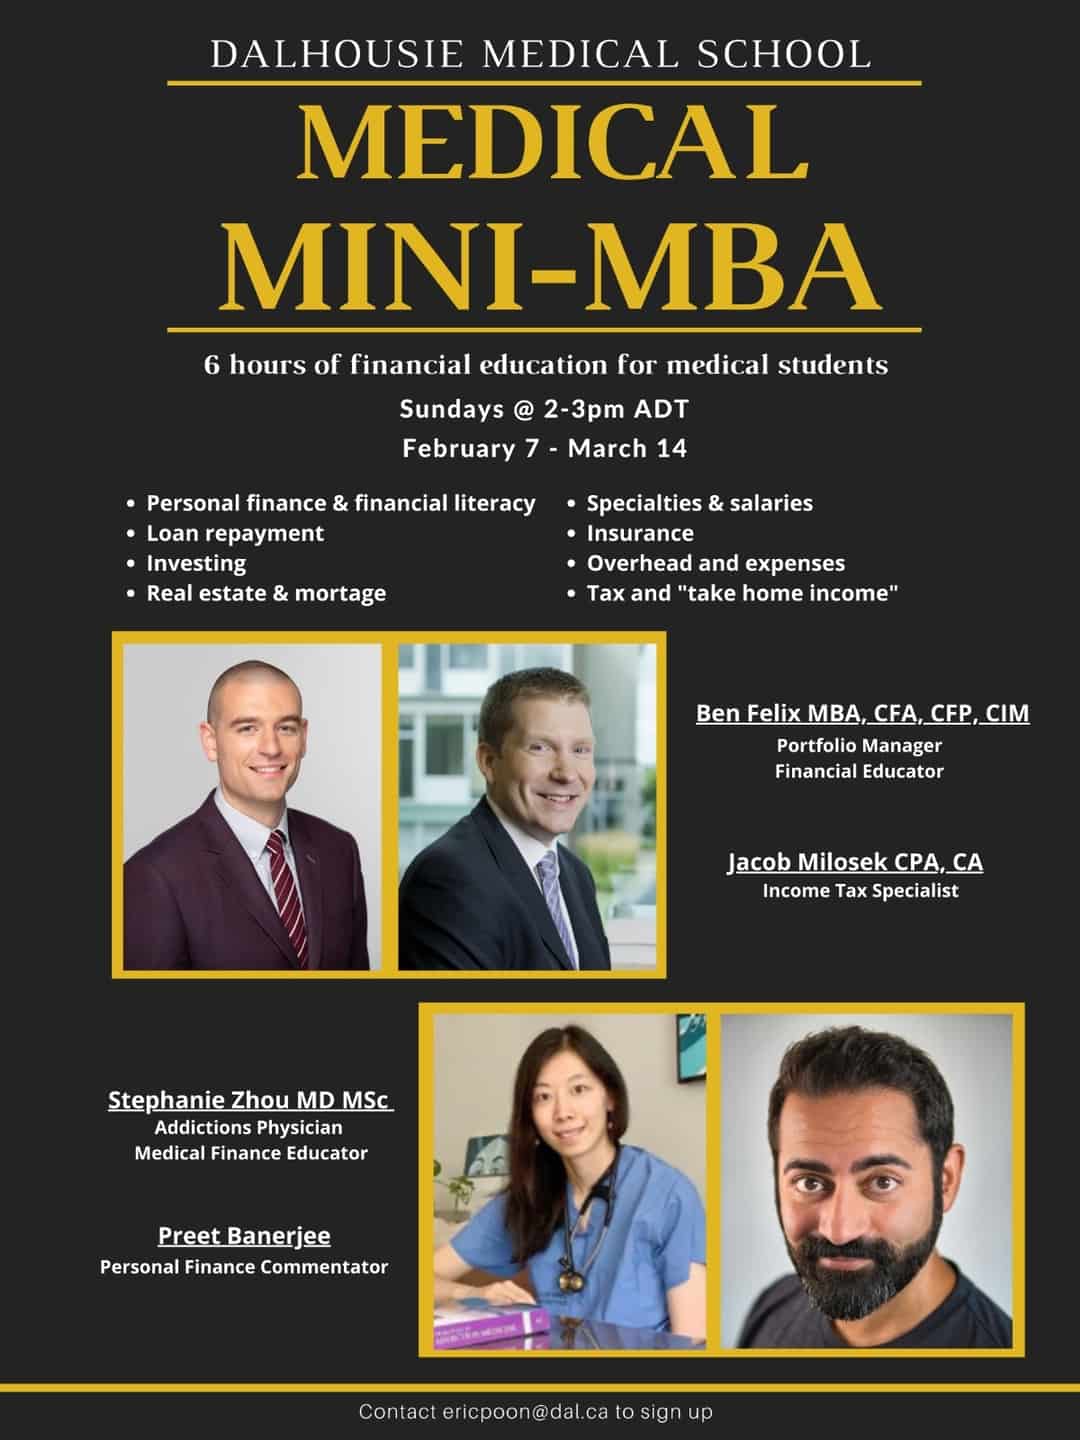 DALHOUSIE MEDICAL SCHOOL
MEDICAL
MINI-MBA
6 hours of financial education for medical students
Sundays @ 2-3pm ADT
February 7 - March 14
• Personal finance & financial literacy
• Loan repayment
• Investing
• Real estate & mortage
• Specialties & salaries
• Insurance
• Overhead and expenses
• Tax and "take home income"
Ben Felix MBA, CFA, CFP, CIM
Portfolio Manager
Financial Educator
Jacob Milosek CPA, CA
Income Tax Specialist
Stephanie Zhou MD MSc
Addictions Physician
Medical Finance Educator
Preet Banerjee
Personal Finance Commentator
ADDICTION MEDICINE
Contact ericpoon@dal.ca to sign up